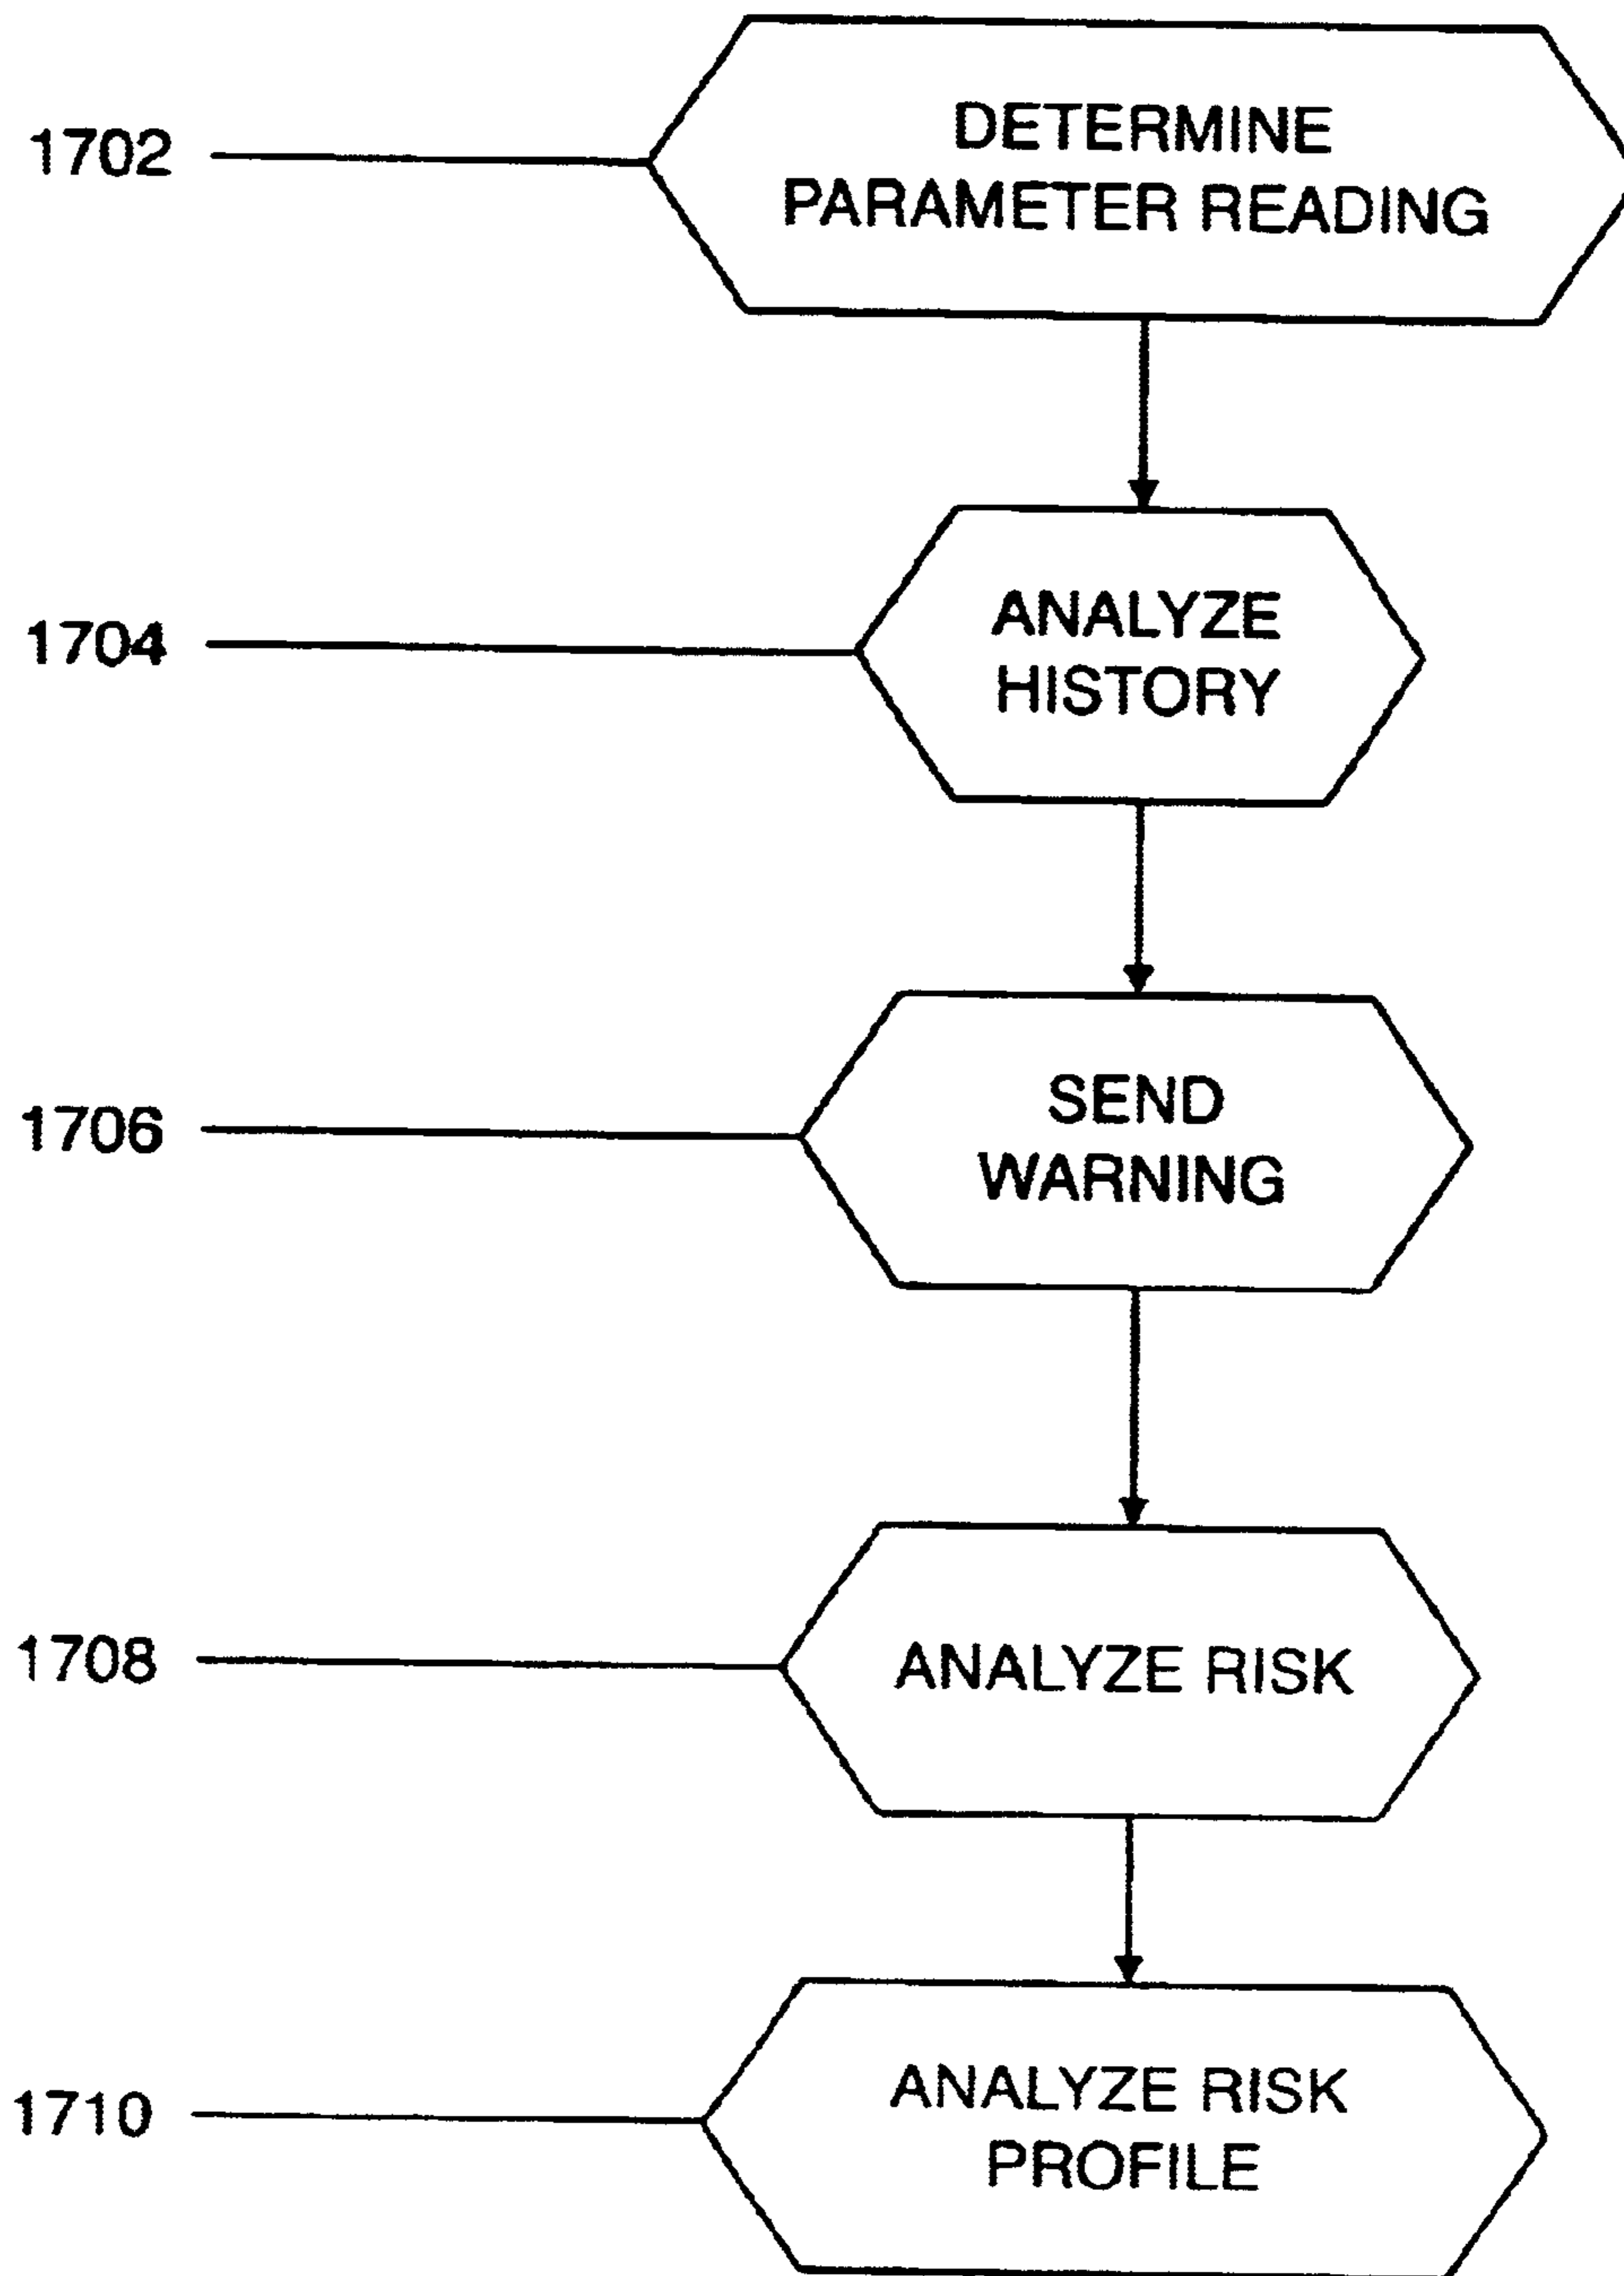 1702
DETERMINE
PARAMETER READING
1704
ANALYZE
HISTORY
1706
SEND
WARNING
1708
ANALYZE RISK
1710
ANALYZE RISK
PROFILE